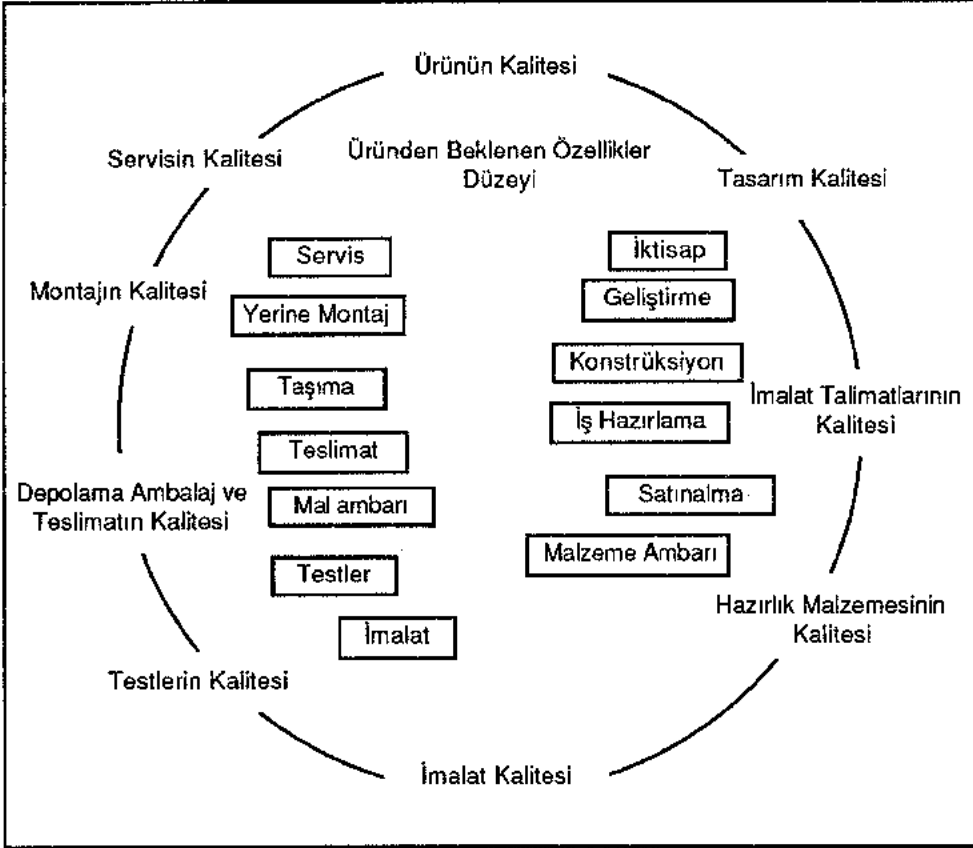 Ürünün Kalitesi
Üründen Beklenen Özellikler
Düzeyi
Servisin Kalitesi
Tasarım Kalitesi
Servis
İktisap
Montajın Kalitesi
Geliştirme
Yerine Montaj
Konstrüksiyon
Taşıma
İmalat Talimatlarının
Kalitesi
İş Hazırlama
Teslimat
Depolama Ambalaj ve
Teslimatın Kalitesi
Satınalma
Mal ambarı
Malzeme Ambarı
Testler
Hazırlık Malzemesinin
Kalitesi
İmalat
Testlerin Kalitesi
İmalat Kalitesi